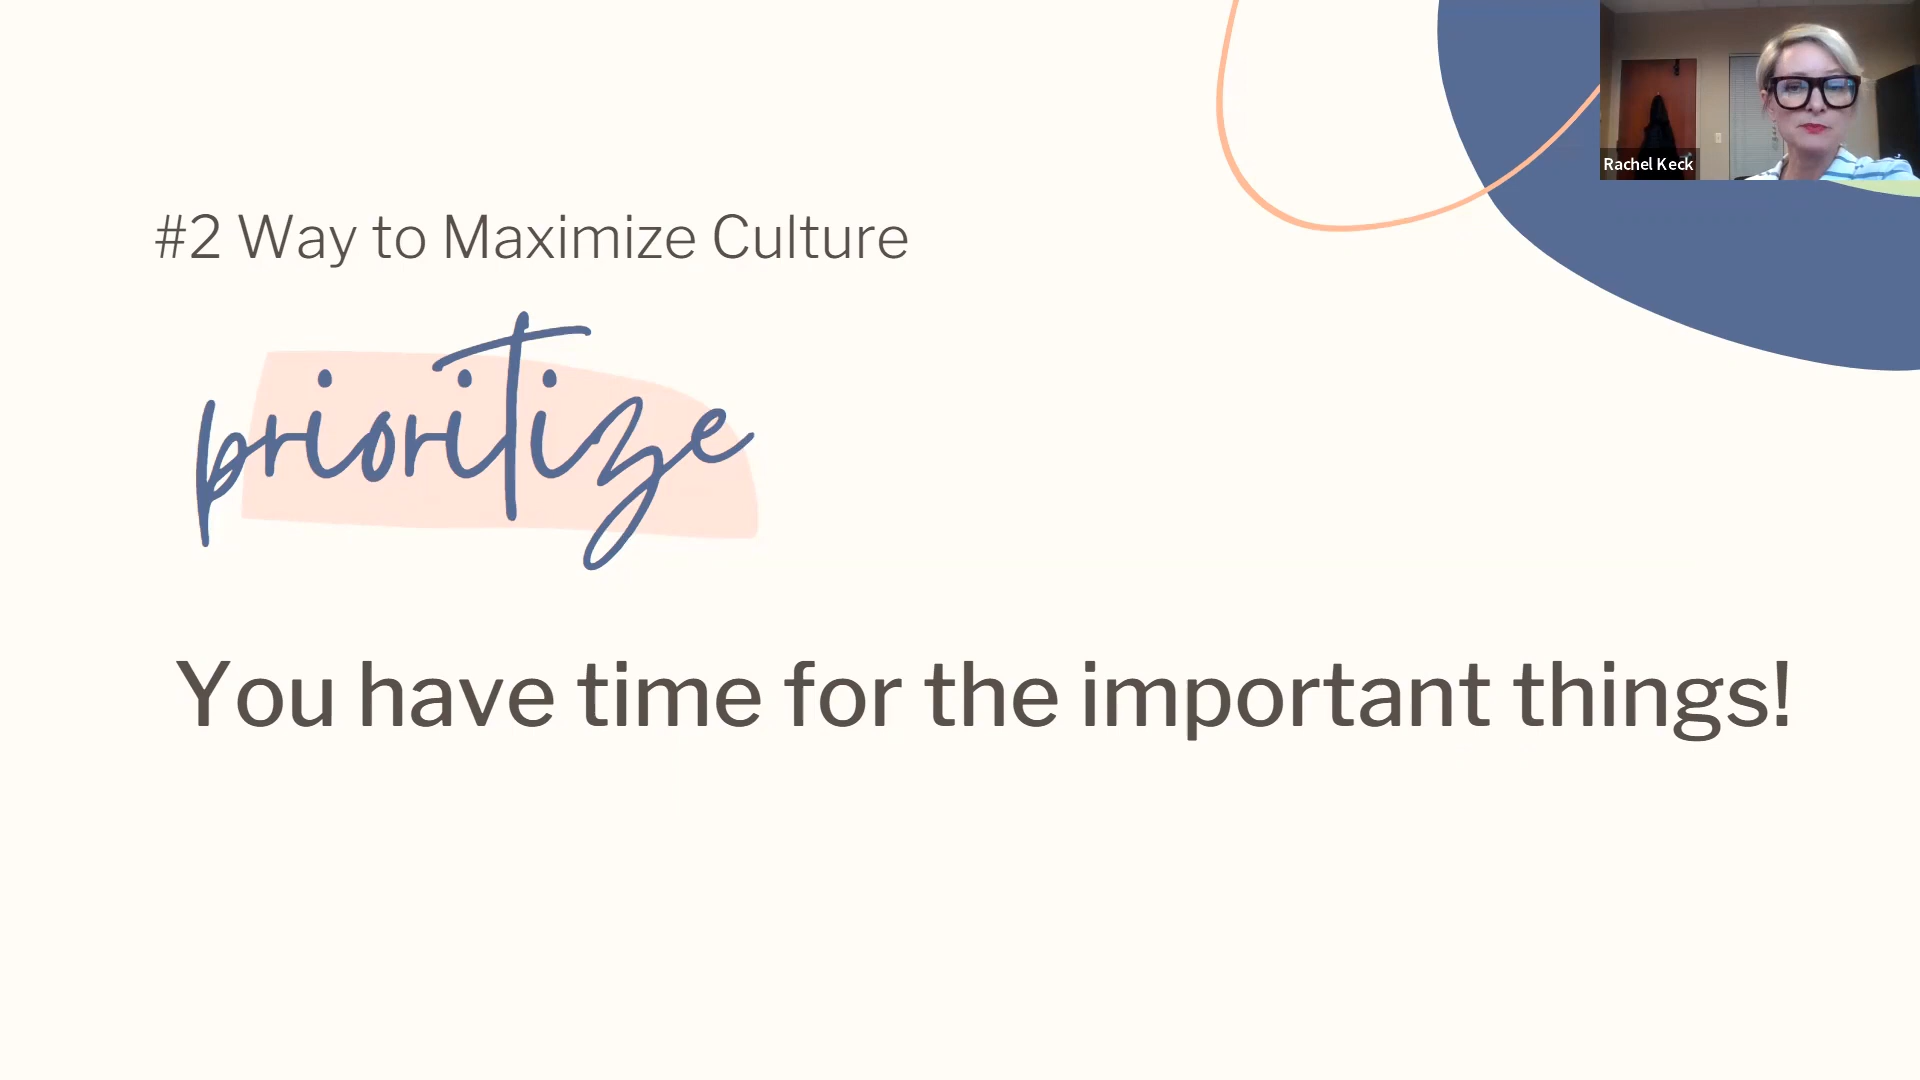 Rachel Keck
#2 Way to Maximize Culture
prioritize
You have time for the important things!